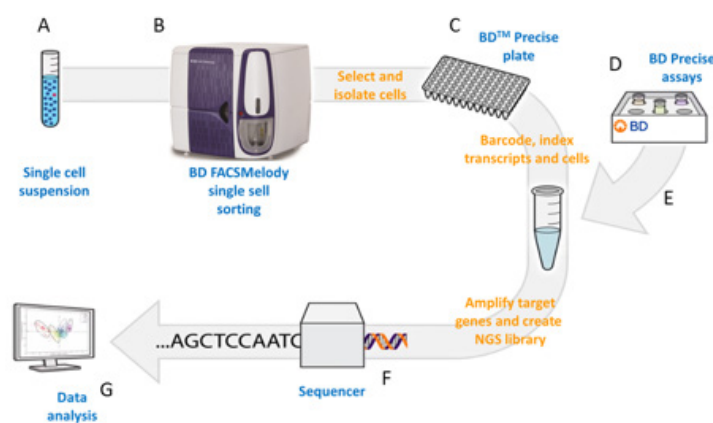 A
B
C
BD™ Precise
plate
D
BD Precise
assays
Select and
isolate cells
BD
Barcode, index
transcripts and cells
Single cell
suspension
BD FACSMelody
single sell
sorting
E
Amplify target
genes and create
NGS library
...AGCTCCAATC
Sequencer
F
G
Data
analysis